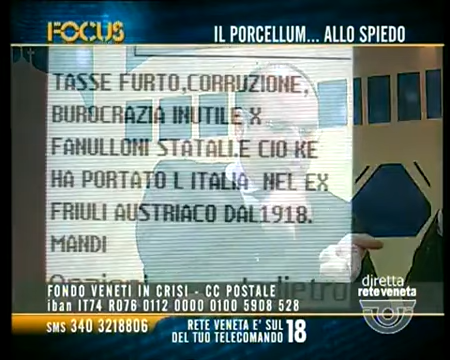 FOCUS
IL PORCELLUM... ALLO SPIEDO
TASSE FURTO,CORRUZIONE,
BUROCRAZIA INUTILE X
FANULLONI STATALI.E CIO KE
HA PORTATO L ITALIA NEL EX
FRIULI AUSTRIACO DAL1918.
MANDI
dietro
FONDO VENETI IN CRISI - CC POSTALE
iban IT74 R076 0112 0000 0100 5908 528
diretta
reteveneta
SMS 340 3218806
RETE VENETA E' SUL
DEL TUO TELECOMANDO 18